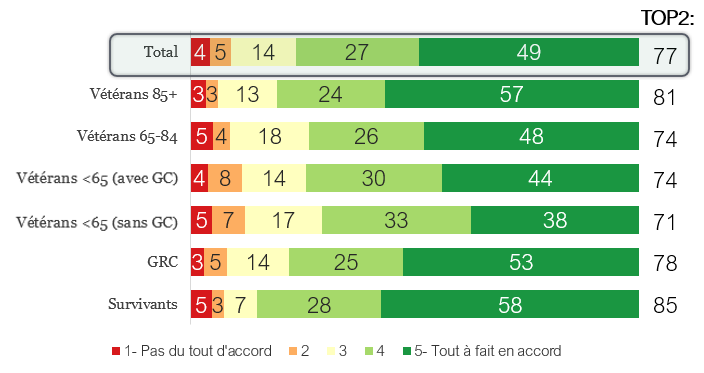 TOP2:
Total 4 5 14 27 49 77
Vétérans 85+ 3 3 13 24 57 81
Vétérans 65-84 5 4 18 26 48 74
Vétérans <65 (avec GC) 4 8 14 30 44 74
Vétérans <65 (sans GC) 5 7 17 33 38 71
GRC 3 5 14 25 53 78
Survivants 5 3 7 28 58 85
1- Pas du tout d'accord 2 3 4 5- Tout à fait en accord